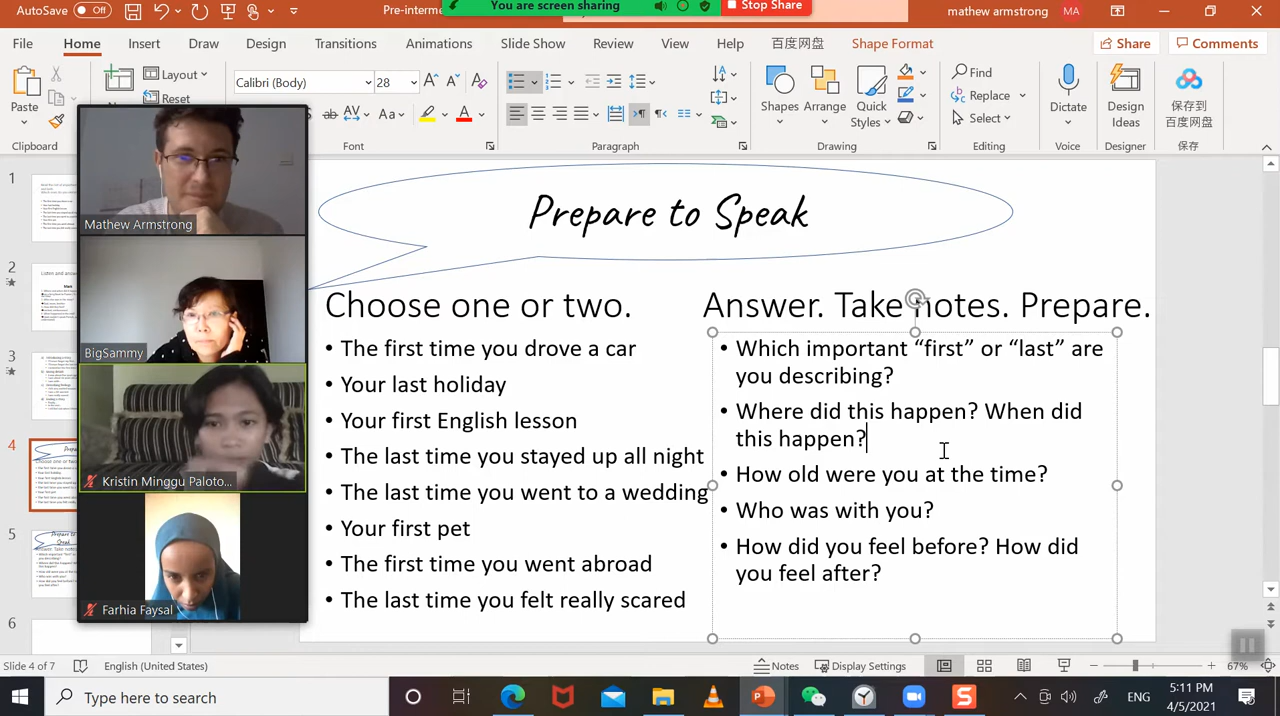 AutoSave Off
Pre-interme
You are screen sharing
Stop Share
mathew armstrong
MA
File Home Insert Draw Design Transitions Animations Slide Show Review View Help 百度网盘 Shape Format
Share Comments
Paste
Layout
Reset
Calibri (Body) 28
Aa
Shapes Arrange Quick Styles
Find
Replace
Select
Dictate
Design Ideas
保存到
百度网盘
Clipboard Font Paragraph Drawing Editing Voice Designer 保存
Mathew Armstrong
BigSammy
Kristin Minggu Paloto...
Farhia Faysal
1
2
3
4
5
6
Prepare to Speak
Choose one or two.
• The first time you drove a car
• Your last holiday
• Your first English lesson
• The last time you stayed up all night
• The last time you went to a wedding
• Your first pet
• The first time you went abroad
• The last time you felt really scared
Answer. Take notes. Prepare.
• Which important “first” or “last” are
you describing?
• Where did this happen? When did
this happen?
• How old were you at the time?
• Who was with you?
• How did you feel before? How did
you feel after?
Slide 4 of 7 English (United States) Notes Display Settings 67%
Type here to search
ENG
5:11 PM
4/5/2021